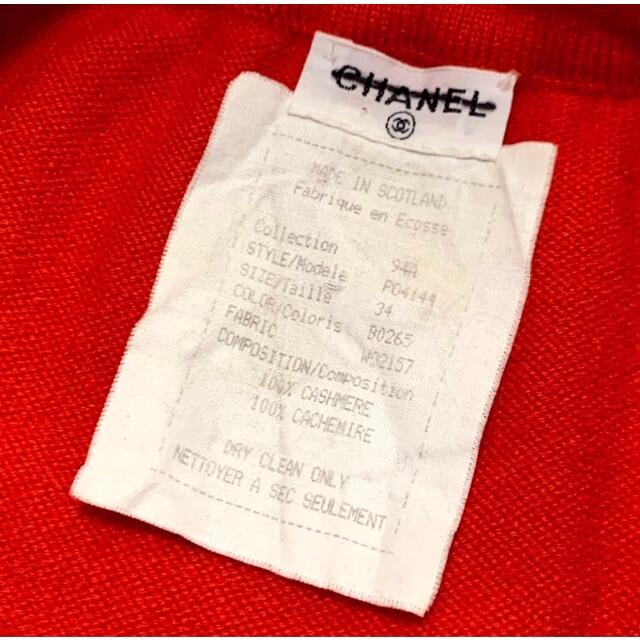 CHANEL
MADE IN SCOTLAND
Fabrique en Ecosse
Collection 94A
STYLE/Modele P04144
SIZE/Taille 34
COLOR/Coloris B0265
FABRIC W02157
COMPOSITION/Composition
100% CASHMERE
100% CACHEMIRE
DRY CLEAN ONLY
NETTOYER A SEC SEULEMENT